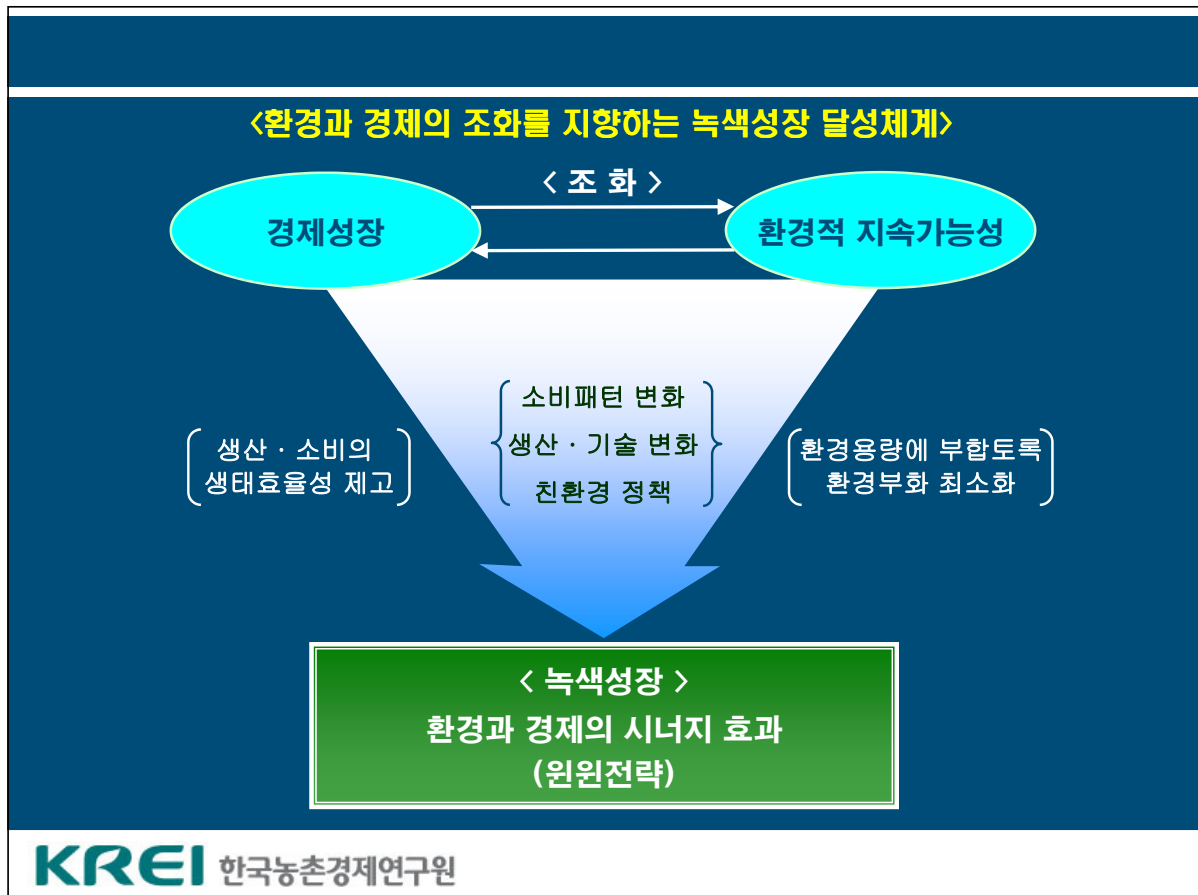 <환경과 경제의 조화를 지향하는 녹색성장 달성체계>
< 조 화 >
경제성장
환경적 지속가능성
소비패턴 변화
생산 · 기술 변화
친환경 정책
생산 · 소비의
생태효율성 제고
환경용량에 부합토록
환경부화 최소화
< 녹색성장 >
환경과 경제의 시너지 효과
(윈윈전략)
KREI 한국농촌경제연구원